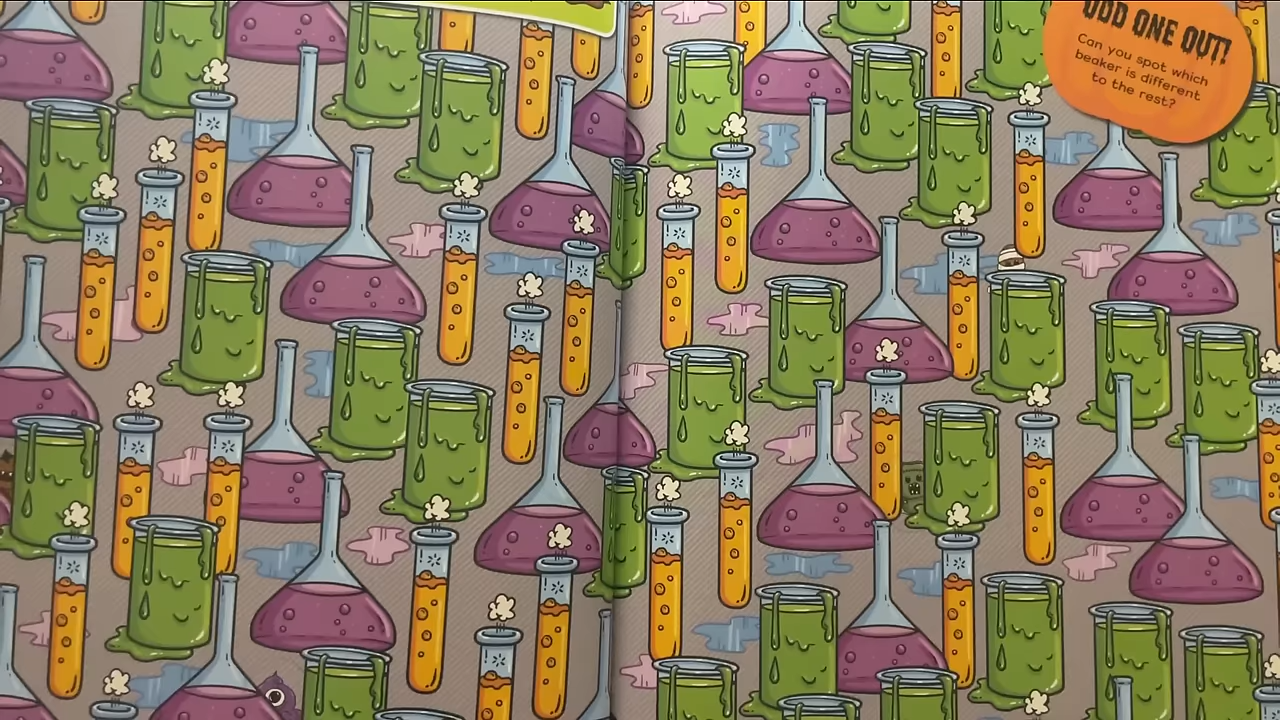 ODD ONE OUT!
Can you spot which
beaker is different
to the rest?